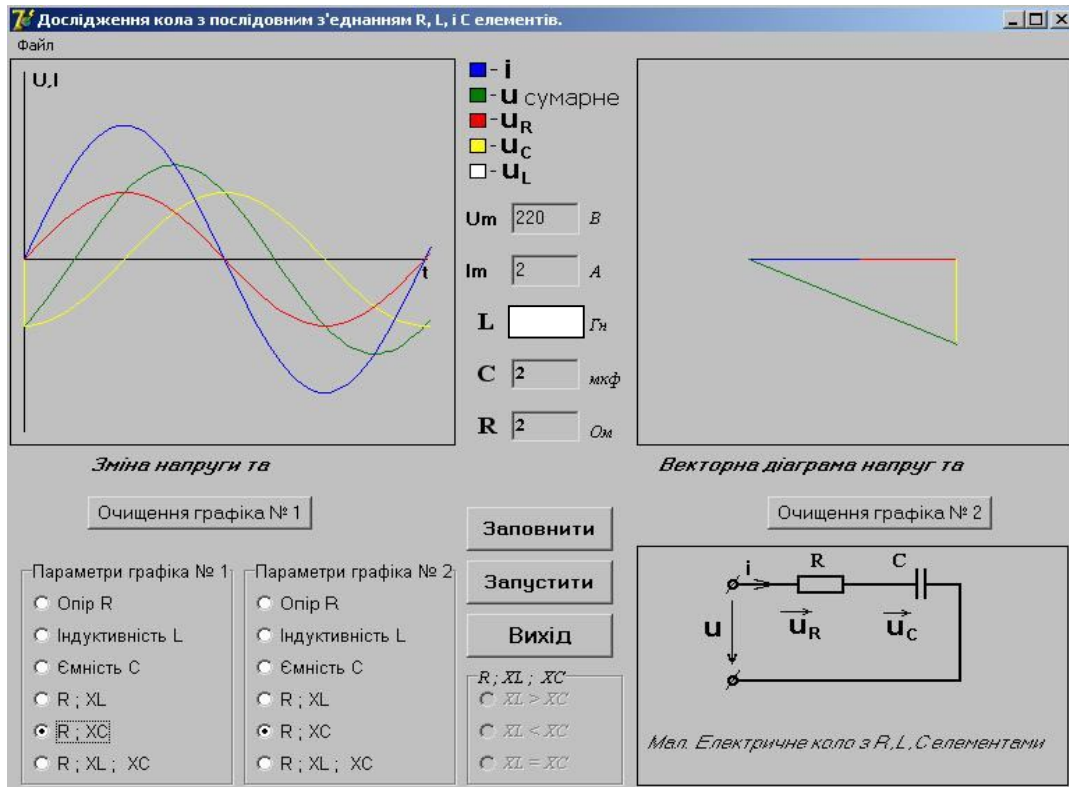 Дослідження кола з послідовним з'еднанням R, L, і С елементів.
Файл
U,I
t
- i
- u сумарне
- uR
- uC
- uL
Um 220 В
Im 2 А
L Гн
C 2 мкф
R 2 Ом
Зміна напруги та
Векторна діаграма напруг та
Очищення графіка № 1
Очищення графіка № 2
Заповнити
Запустити
Вихід
Параметри графіка № 1
Опір R
Індуктивність L
Ємність C
R ; XL
R ; XC
R ; XL ; XC
Параметри графіка № 2
Опір R
Індуктивність L
Ємність C
R ; XL
R ; XC
R ; XL ; XC
R ; XL ; XC
XL > XC
XL < XC
XL = XC
i R C
u uR uC
Мал. Електричне коло з R,L,C елементами